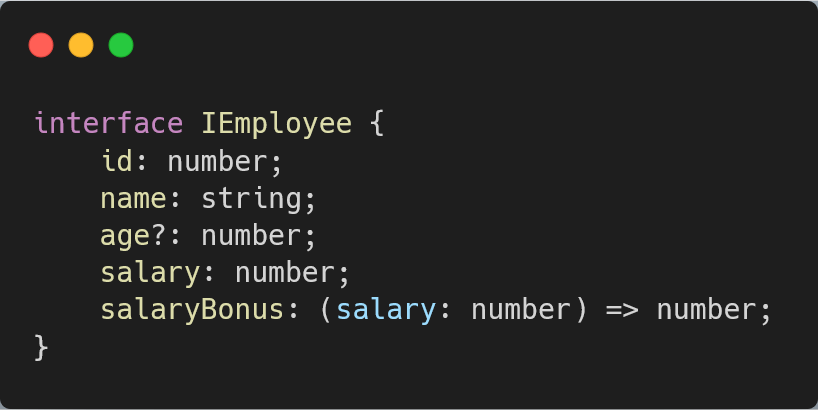 interface IEmployee {
    id: number;
    name: string;
    age?: number;
    salary: number;
    salaryBonus: (salary: number) => number;
}